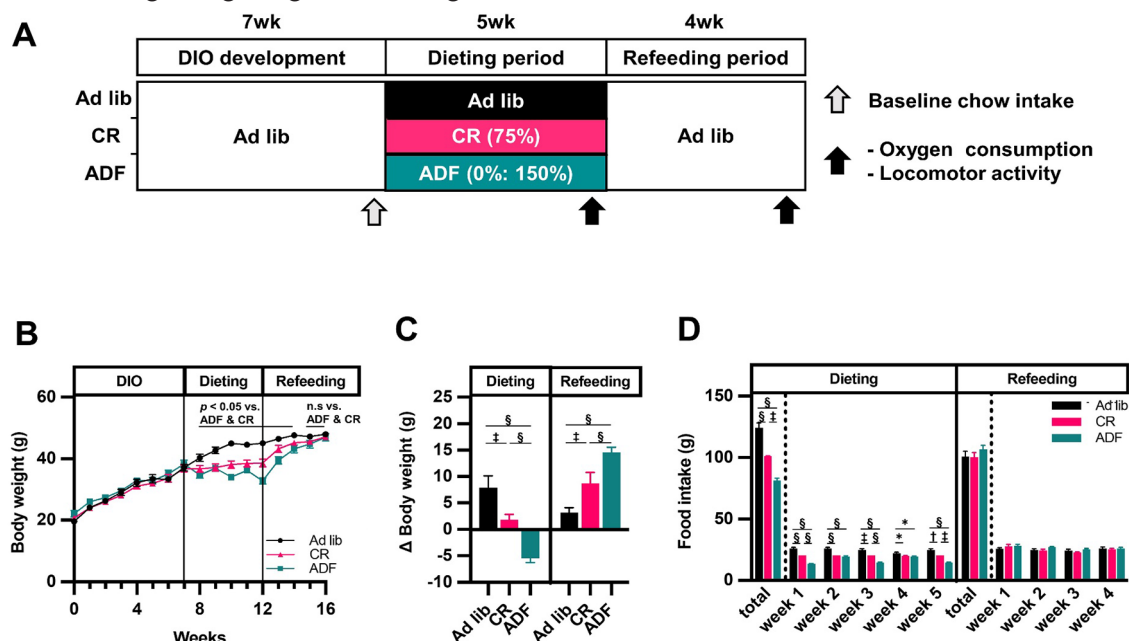 A
7wk 5wk 4wk
DIO development Dieting period Refeeding period
Ad lib
CR
ADF
Ad lib
Ad lib
CR (75%)
ADF (0%: 150%)
Ad lib
Baseline chow intake
- Oxygen consumption
- Locomotor activity
B
DIO Dieting Refeeding
p < 0.05 vs.
ADF & CR
n.s vs.
ADF & CR
Body weight (g)
60
40
20
0
Ad lib
CR
ADF
0 4 8 12 16
Weeks
C
Dieting Refeeding
Δ Body weight (g)
25
20
15
10
5
0
-5
-10
§ §
‡ § ‡ §
Ad lib CR ADF Ad lib CR ADF
D
Dieting Refeeding
Food intake (g)
150
100
50
0
Ad lib
CR
ADF
§
§ ‡
§ § § * §
§ § § ‡ § * † ‡
total week 1 week 2 week 3 week 4 week 5 total week 1 week 2 week 3 week 4